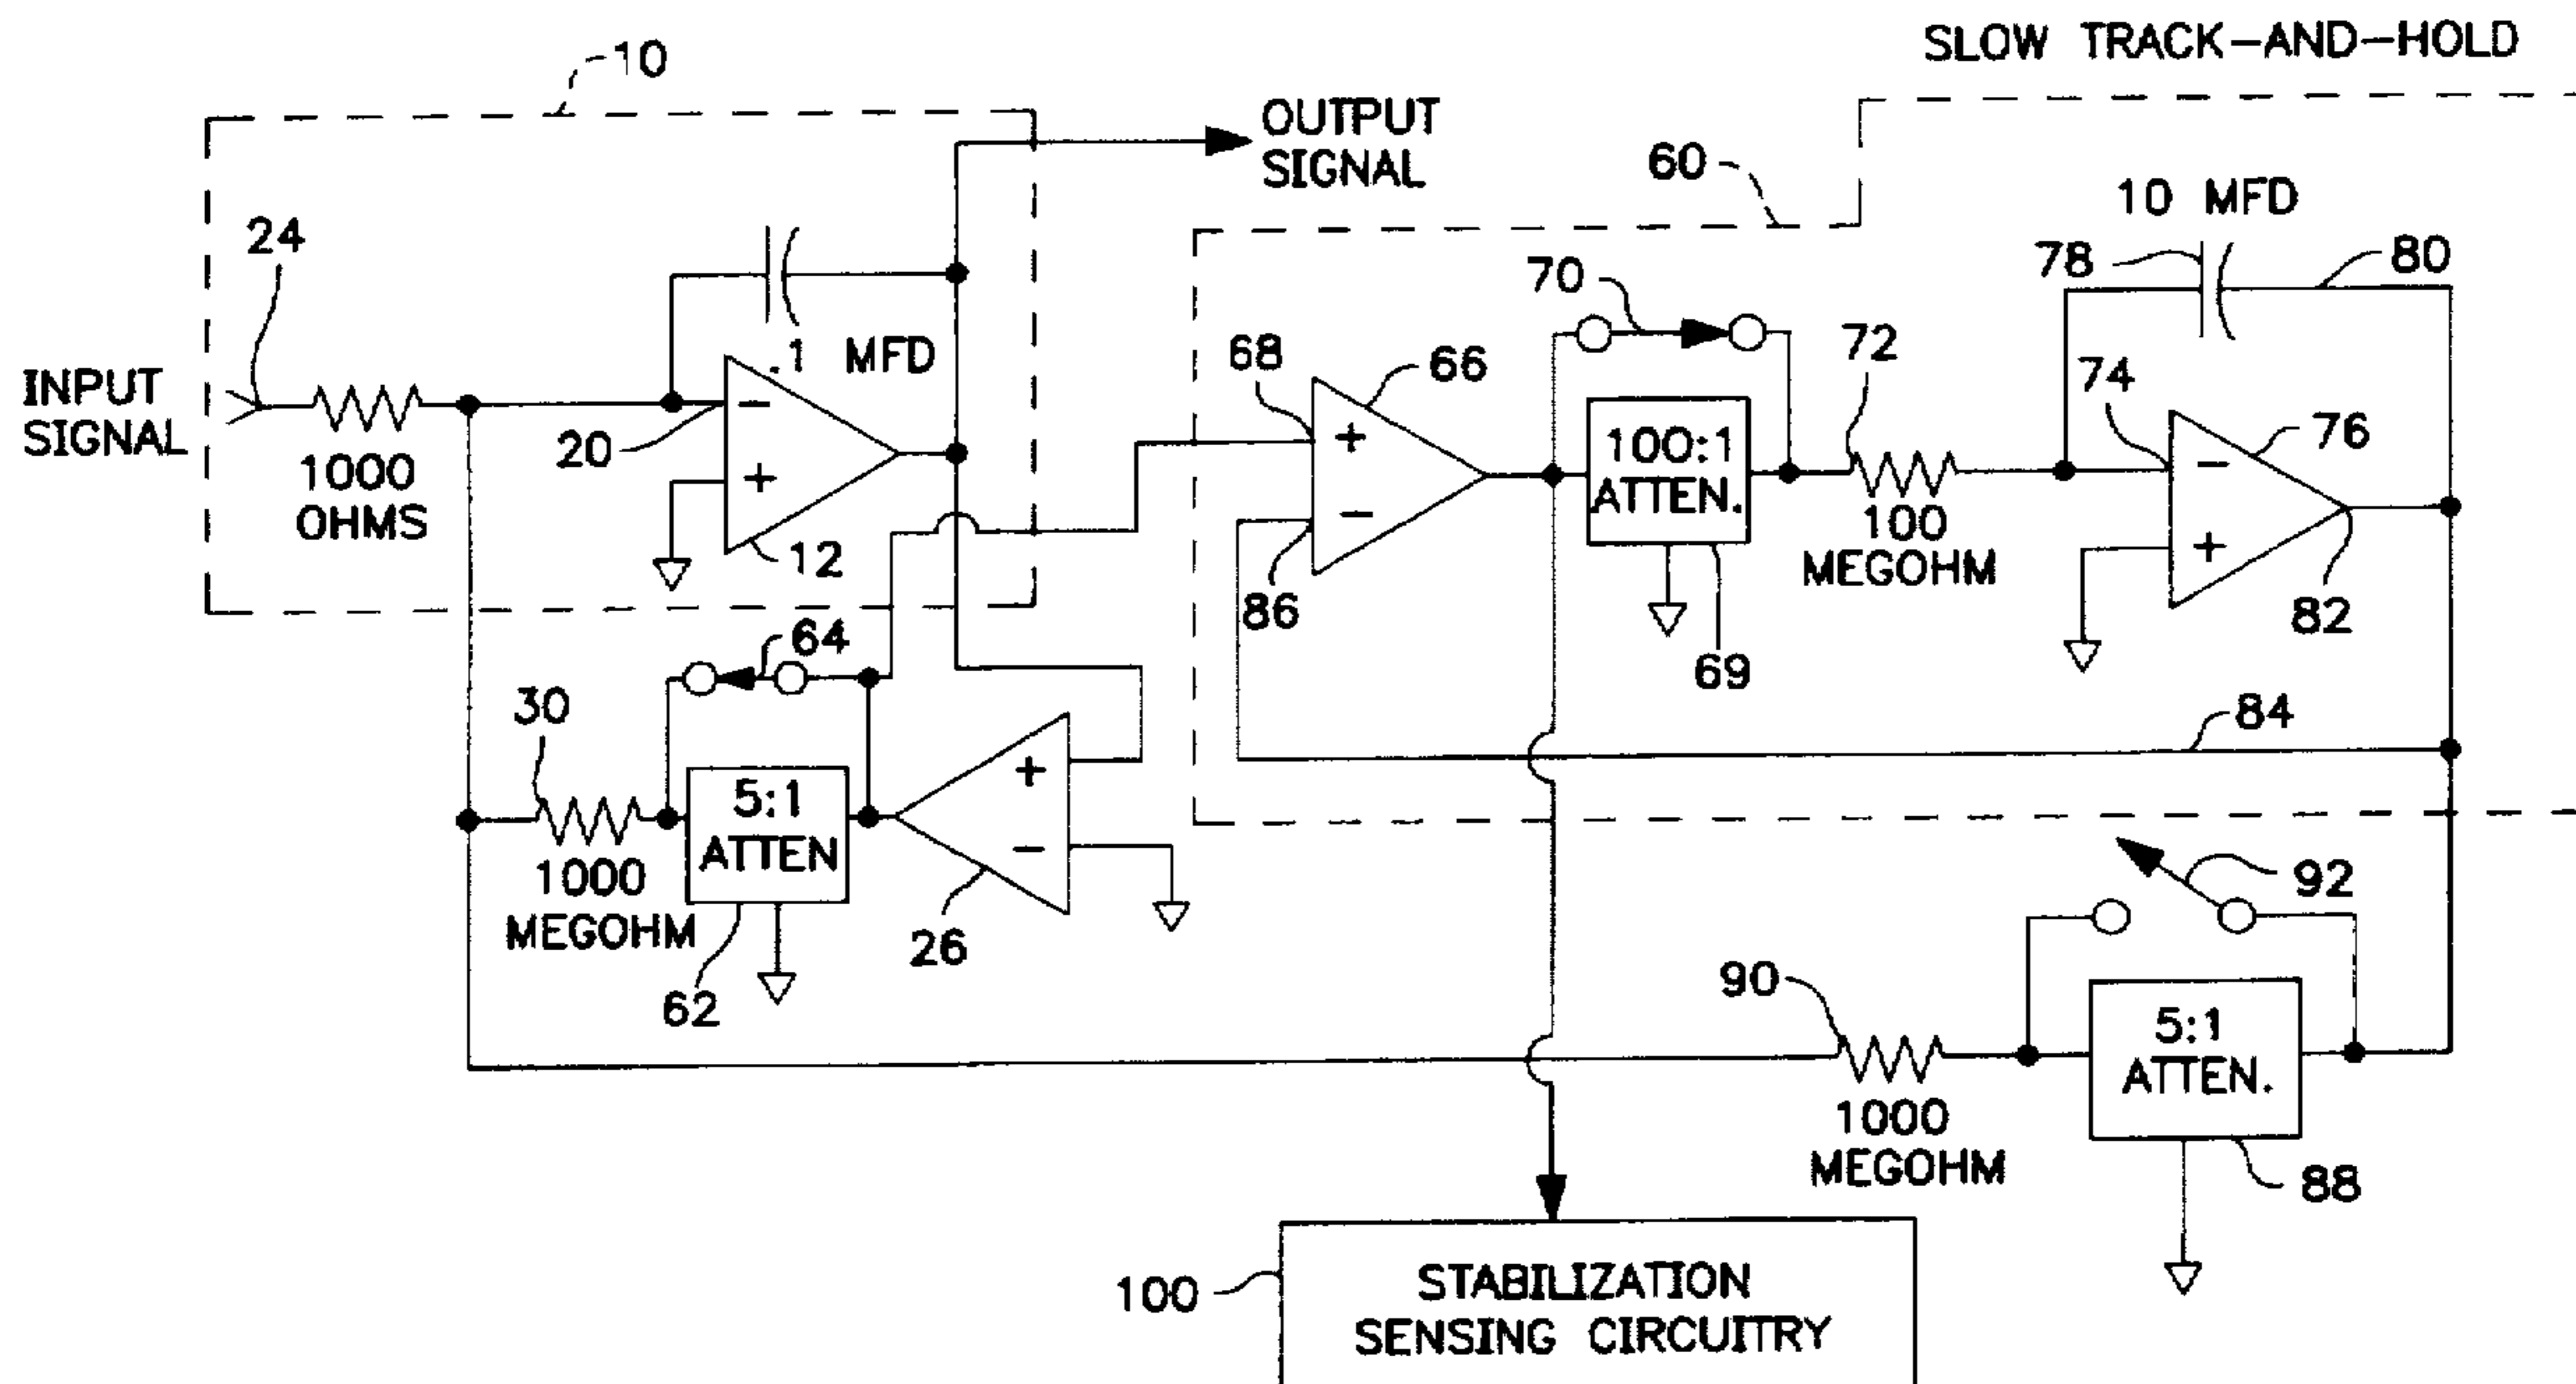 SLOW TRACK-AND-HOLD
10
OUTPUT
SIGNAL
60
10 MFD
24
78
80
70
INPUT
SIGNAL
.1 MFD
68
66
72
74
76
-
+
20
1000
OHMS
12
+
-
100:1
ATTEN.
100
MEGOHM
-
+
86
82
64
69
30
84
5:1
ATTEN
+
-
1000
MEGOHM
92
26
62
90
5:1
ATTEN.
1000
MEGOHM
88
100
STABILIZATION
SENSING CIRCUITRY